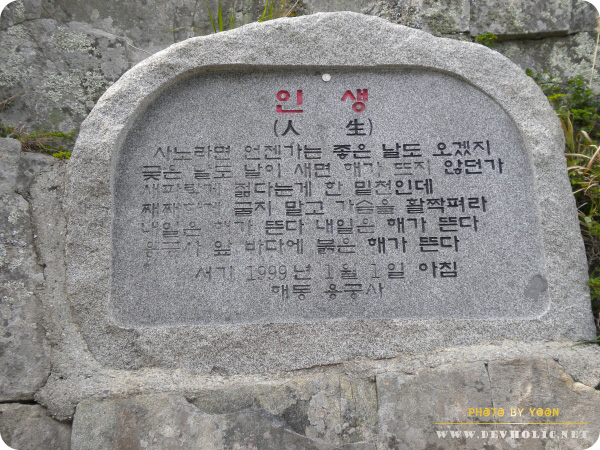 인 생
(人 生)
사노라면 언젠가는 좋은 날도 오겠지
궂은 날도 날이 새면 해가 뜨지 않던가
새파랗게 젊다는게 한 밑천인데
째째하게 굴지 말고 가슴을 활짝펴라
내일은 해가 뜬다 내일은 해가 뜬다
용궁사 앞 바다에 붉은 해가 뜬다
서기 1999년 1월 1일 아침
해동 용궁사
PHOTO BY YOON
WWW.DEVHOLIC.NET